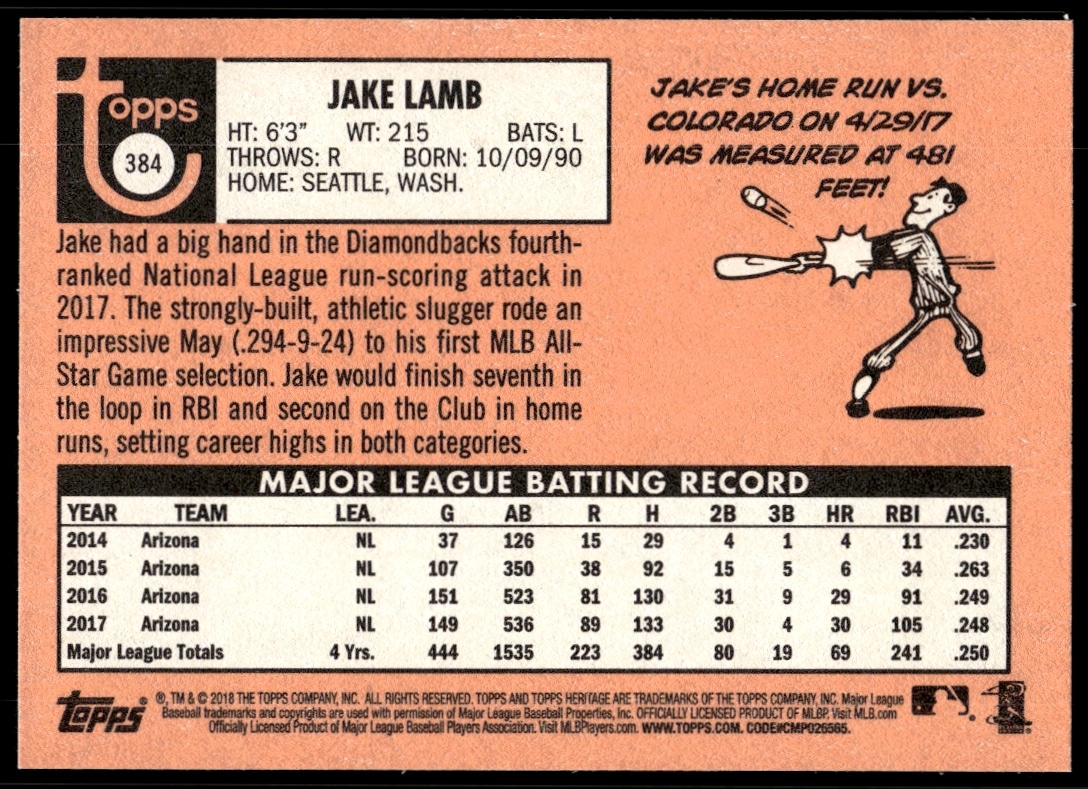 topps
384
JAKE LAMB
HT: 6'3" WT: 215 BATS: L
THROWS: R BORN: 10/09/90
HOME: SEATTLE, WASH.
JAKE'S HOME RUN VS.
COLORADO ON 4/29/17
WAS MEASURED AT 481
FEET!
Jake had a big hand in the Diamondbacks fourth-
ranked National League run-scoring attack in
2017. The strongly-built, athletic slugger rode an
impressive May (.294-9-24) to his first MLB All-
Star Game selection. Jake would finish seventh in
the loop in RBI and second on the Club in home
runs, setting career highs in both categories.
MAJOR LEAGUE BATTING RECORD
YEAR TEAM LEA. G AB R H 2B 3B HR RBI AVG.
2014 Arizona NL 37 126 15 29 4 1 4 11 .230
2015 Arizona NL 107 350 38 92 15 5 6 34 .263
2016 Arizona NL 151 523 81 130 31 9 29 91 .249
2017 Arizona NL 149 536 89 133 30 4 30 105 .248
Major League Totals 4 Yrs. 444 1535 223 384 80 19 69 241 .250
topps
®, TM & © 2018 THE TOPPS COMPANY, INC. ALL RIGHTS RESERVED. TOPPS AND TOPPS HERITAGE ARE TRADEMARKS OF THE TOPPS COMPANY, INC. Major League
Baseball trademarks and copyrights are used with permission of Major League Baseball Properties, Inc. OFFICIALLY LICENSED PRODUCT OF MLBP. Visit MLB.com
Officially Licensed Product of Major League Baseball Players Association. Visit MLBPlayers.com. WWW.TOPPS.COM. CODE#CMP026565.